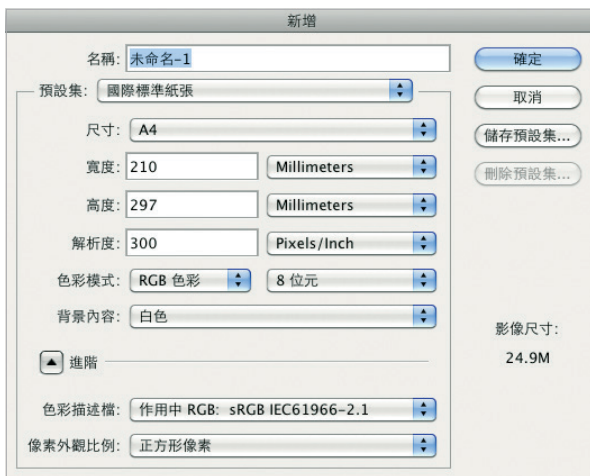 新增
名稱: 未命名-1
確定
預設集: 國際標準紙張
取消
尺寸: A4
儲存預設集...
寬度: 210 Millimeters
刪除預設集...
高度: 297 Millimeters
解析度: 300 Pixels/Inch
色彩模式: RGB 色彩 8 位元
背景內容: 白色
影像尺寸:
24.9M
進階
色彩描述檔: 作用中 RGB: sRGB IEC61966-2.1
像素外觀比例: 正方形像素